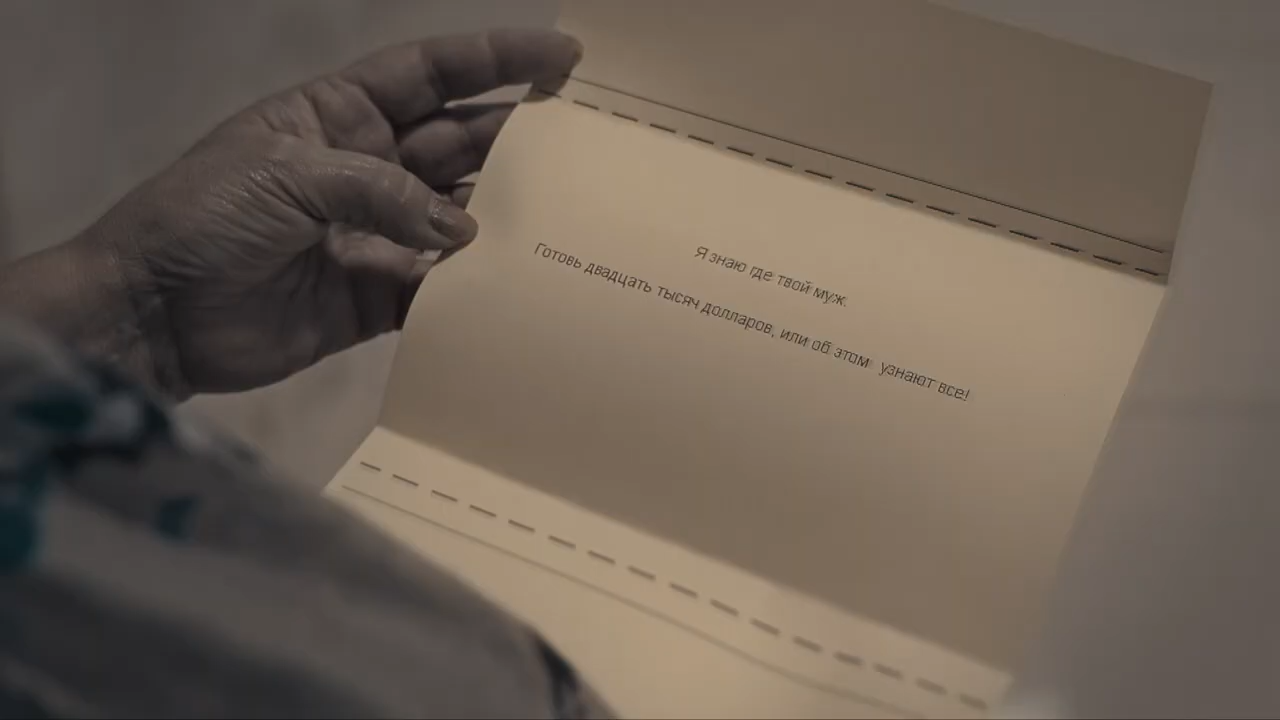 Я знаю где твой муж.
Готовь двадцать тысяч долларов, или об этом узнают все!